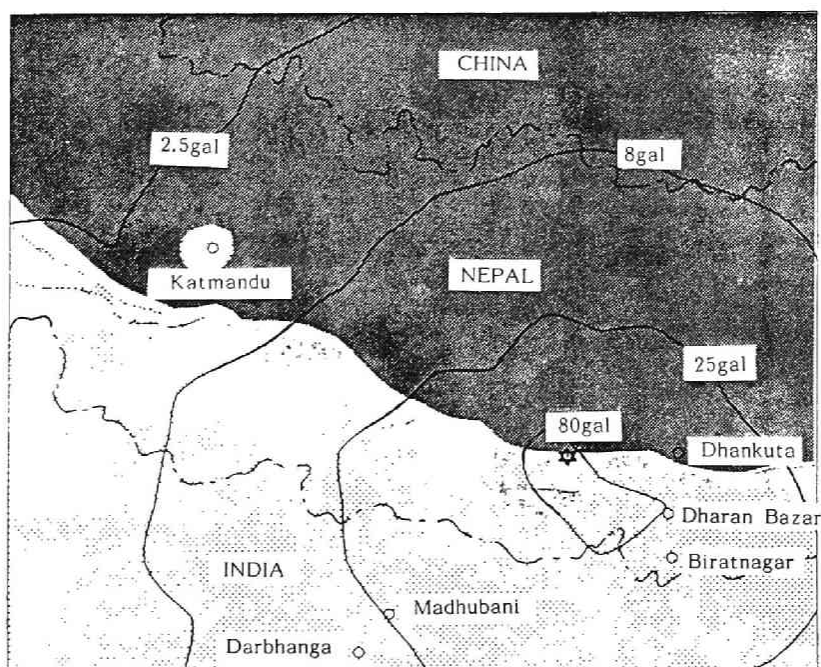 CHINA
2.5gal
8gal
Katmandu
NEPAL
25gal
80gal
Dhankuta
Dharan Bazar
INDIA
Biratnagar
Madhubani
Darbhanga